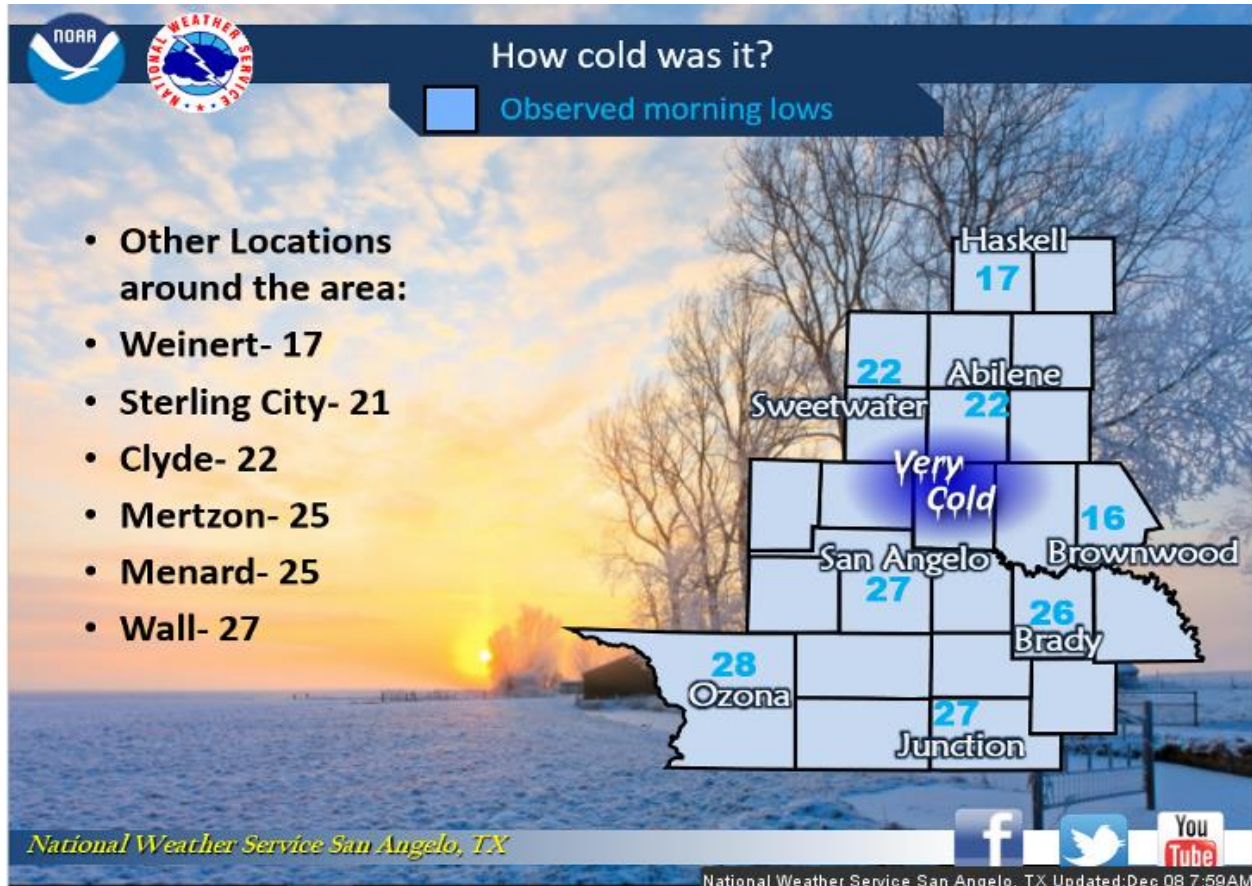 NOAA
NATIONAL WEATHER SERVICE
How cold was it?
Observed morning lows
• Other Locations
around the area:
• Weinert- 17
• Sterling City- 21
• Clyde- 22
• Mertzon- 25
• Menard- 25
• Wall- 27
Haskell
17
22
Abilene
Sweetwater
22
Very
Cold
16
Brownwood
San Angelo
27
26
Brady
28
Ozona
27
Junction
National Weather Service San Angelo, TX
f
You
Tube
National Weather Service San Angelo, TX Updated:Dec 08 7:59AM